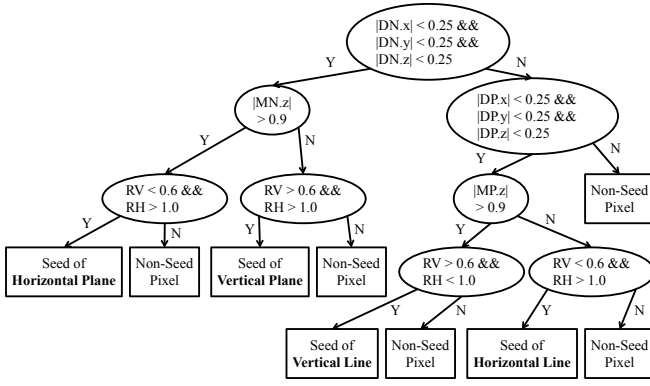 |DN.x| < 0.25 &&
|DN.y| < 0.25 &&
|DN.z| < 0.25
Y
N
|MN.z|
> 0.9
|DP.x| < 0.25 &&
|DP.y| < 0.25 &&
|DP.z| < 0.25
Y
N
Y
N
RV < 0.6 &&
RH > 1.0
RV > 0.6 &&
RH > 1.0
|MP.z|
> 0.9
Non-Seed
Pixel
Y
N
Y
N
Y
N
Seed of
Horizontal Plane
Non-Seed
Pixel
Seed of
Vertical Plane
Non-Seed
Pixel
RV > 0.6 &&
RH < 1.0
RV < 0.6 &&
RH > 1.0
Y
N
Y
N
Seed of
Vertical Line
Non-Seed
Pixel
Seed of
Horizontal Line
Non-Seed
Pixel